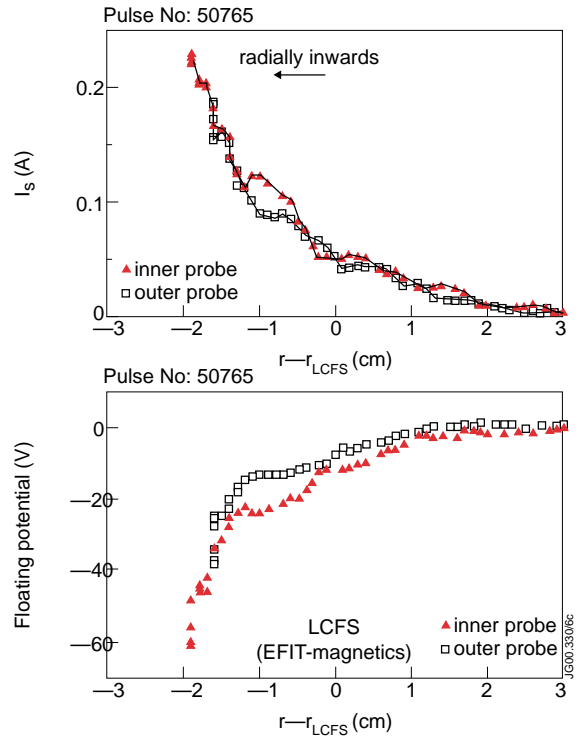 Pulse No: 50765
radially inwards
0.2
0.1
0
Is (A)
inner probe
outer probe
—3 —2 —1 0 1 2 3
r—rLCFS (cm)
Pulse No: 50765
0
—20
—40
—60
Floating potential (V)
LCFS
(EFIT-magnetics)
inner probe
outer probe
JG00.330/6c
—3 —2 —1 0 1 2 3
r—rLCFS (cm)